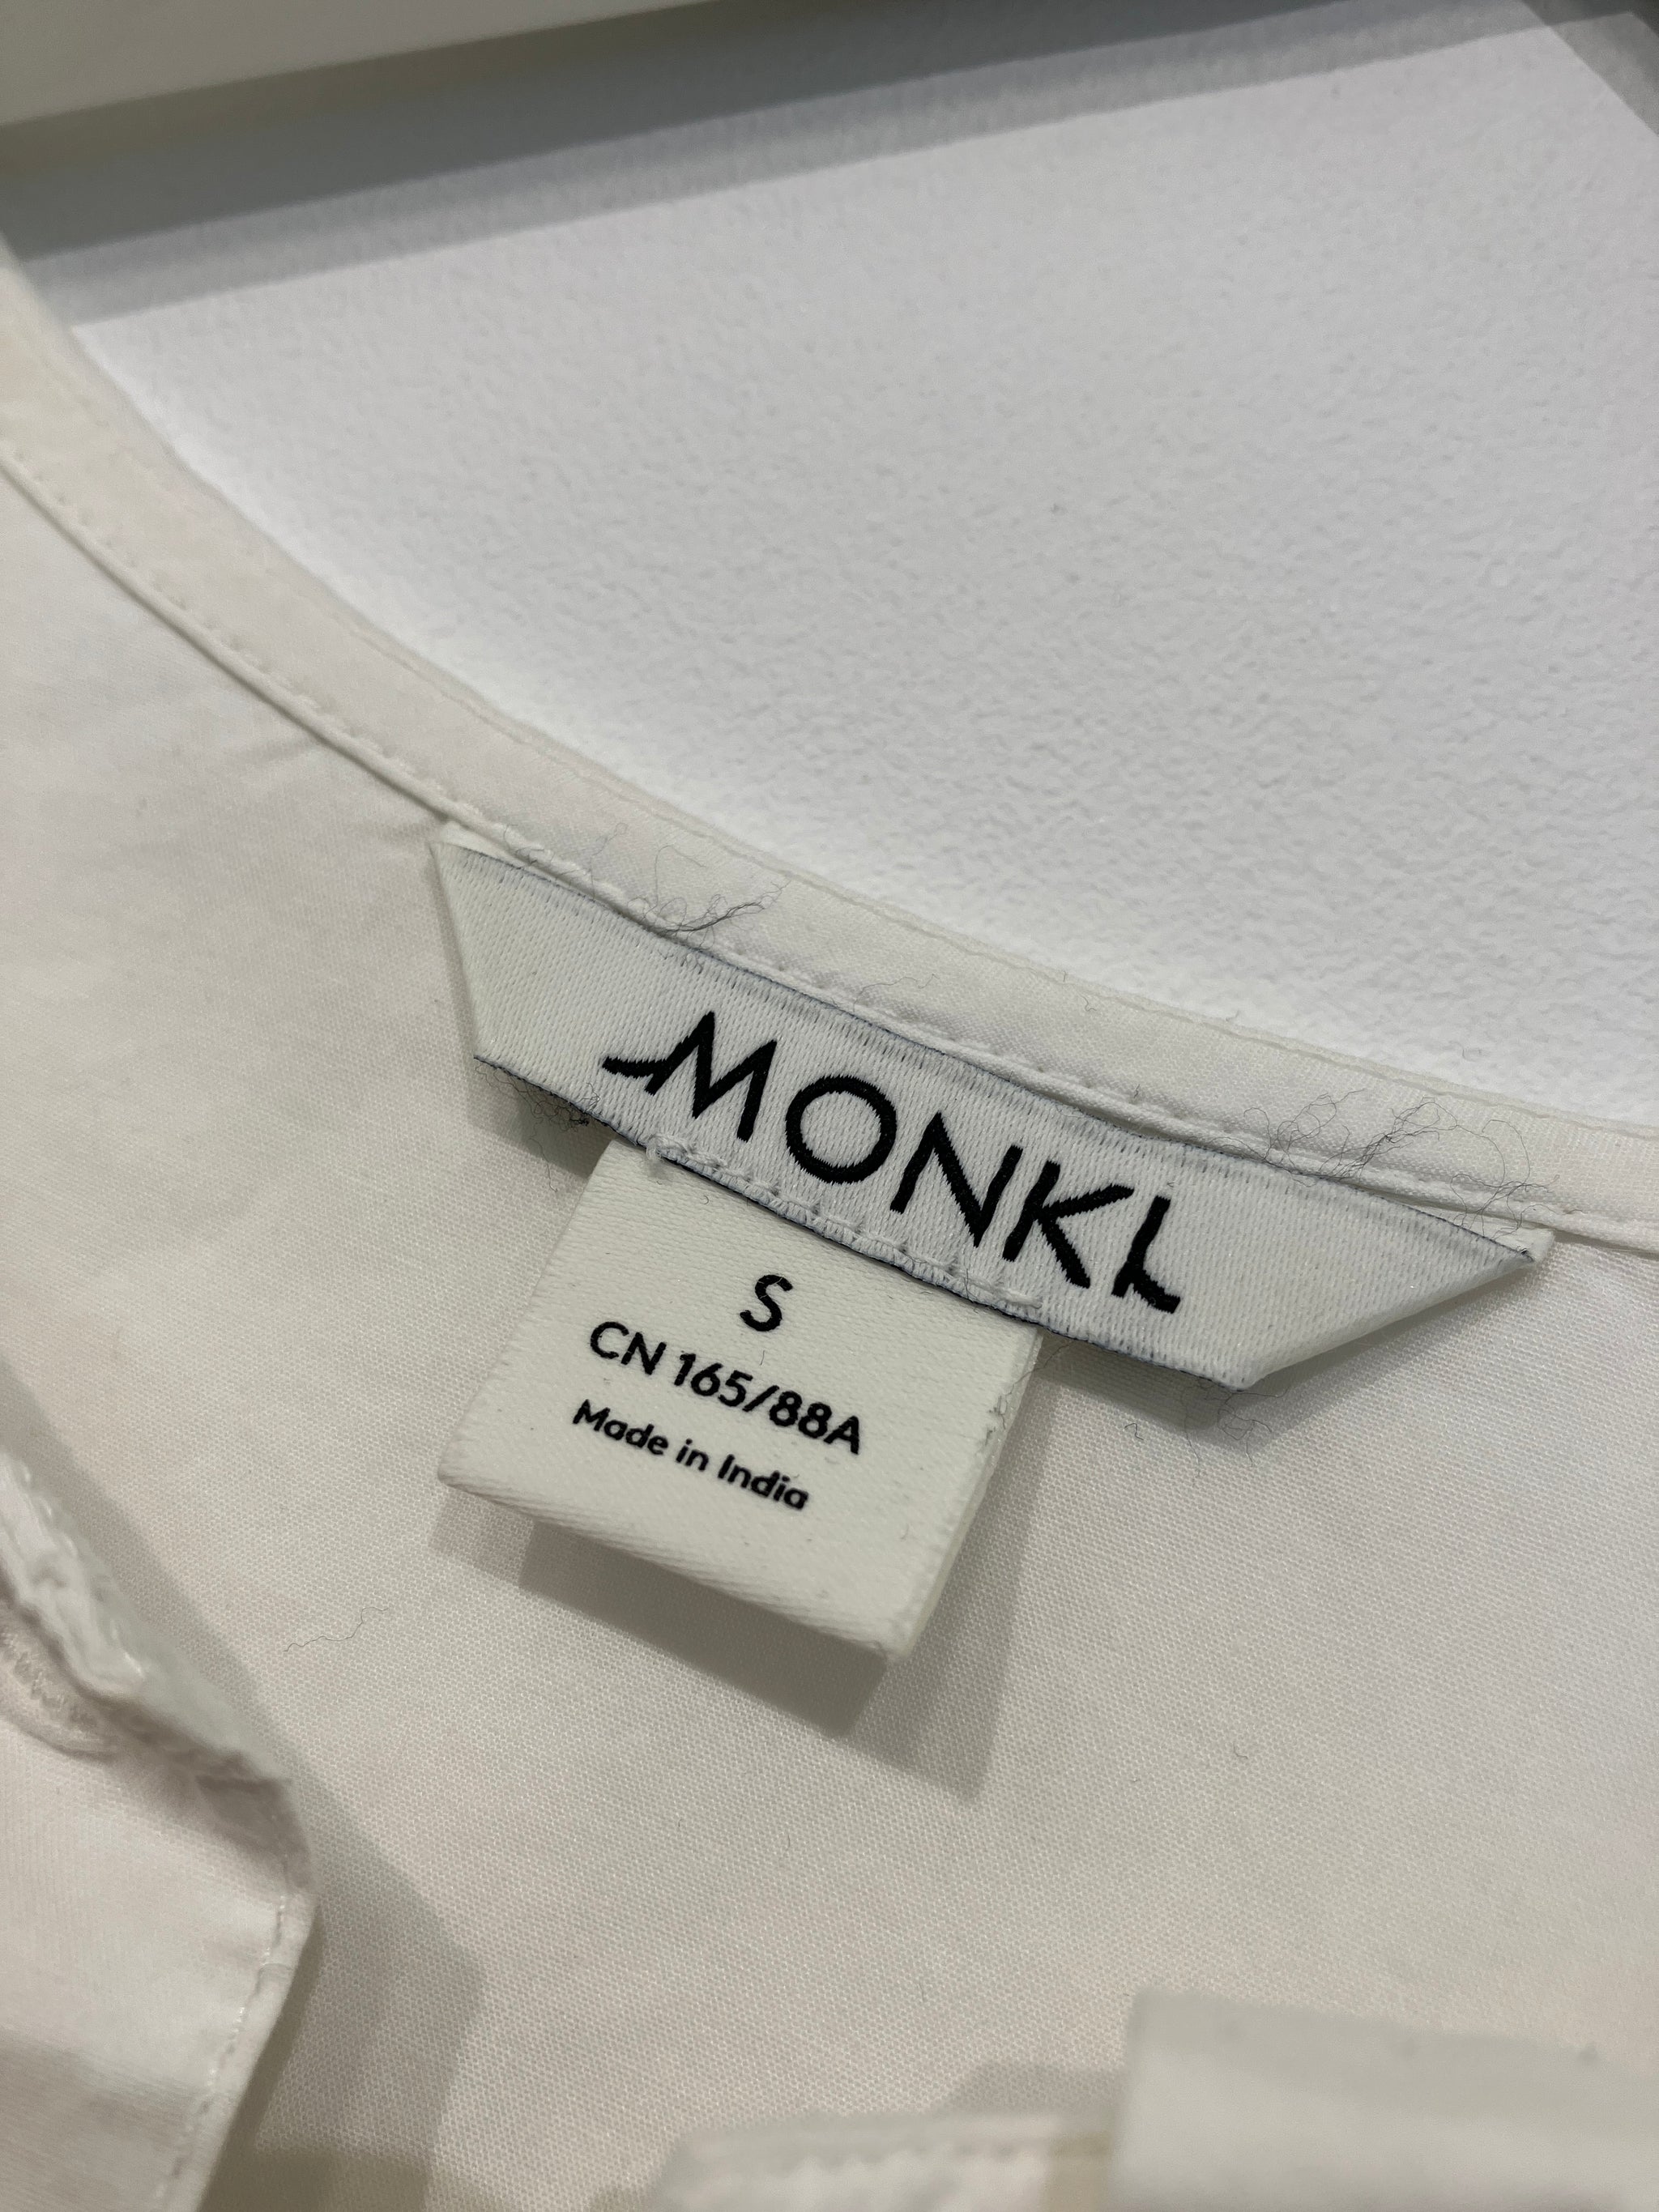 MONKI
S
CN 165/88A
Made in India